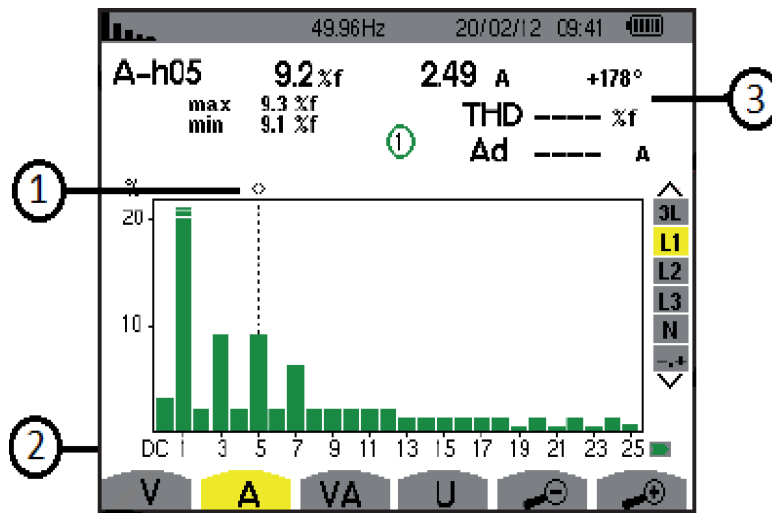 49.96Hz 20/02/12 09:41
A-h05 9.2 %f 2.49 A +178°
max 9.3 %f
min 9.1 %f
THD ---- %f
Ad ---- A
1
3
1
%
20
10
3L
L1
L2
L3
N
-.+
2
DC 1 3 5 7 9 11 13 15 17 19 21 23 25
V A VA U